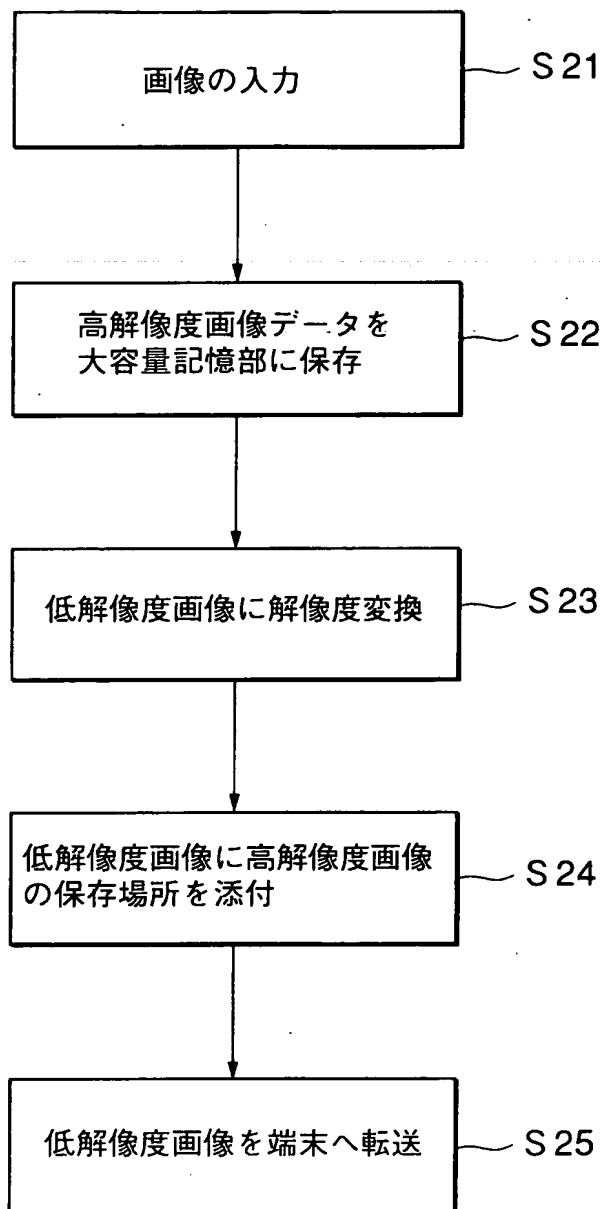 画像の入力
S21
高解像度画像データを
大容量記憶部に保存
S22
低解像度画像に解像度変換
S23
低解像度画像に高解像度画像
の保存場所を添付
S24
低解像度画像を端末へ転送
S25